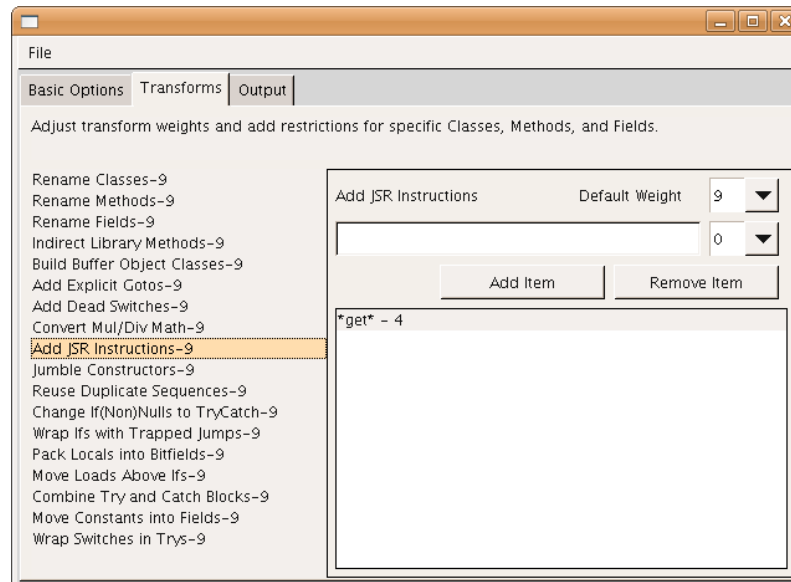 File
Basic Options Transforms Output
Adjust transform weights and add restrictions for specific Classes, Methods, and Fields.
Rename Classes-9
Rename Methods-9
Rename Fields-9
Indirect Library Methods-9
Build Buffer Object Classes-9
Add Explicit Gotos-9
Add Dead Switches-9
Convert Mul/Div Math-9
Add JSR Instructions-9
Jumble Constructors-9
Reuse Duplicate Sequences-9
Change If(Non)Nulls to TryCatch-9
Wrap Ifs with Trapped Jumps-9
Pack Locals into Bitfields-9
Move Loads Above Ifs-9
Combine Try and Catch Blocks-9
Move Constants into Fields-9
Wrap Switches in Trys-9
Add JSR Instructions Default Weight 9
0
Add Item Remove Item
*get* - 4